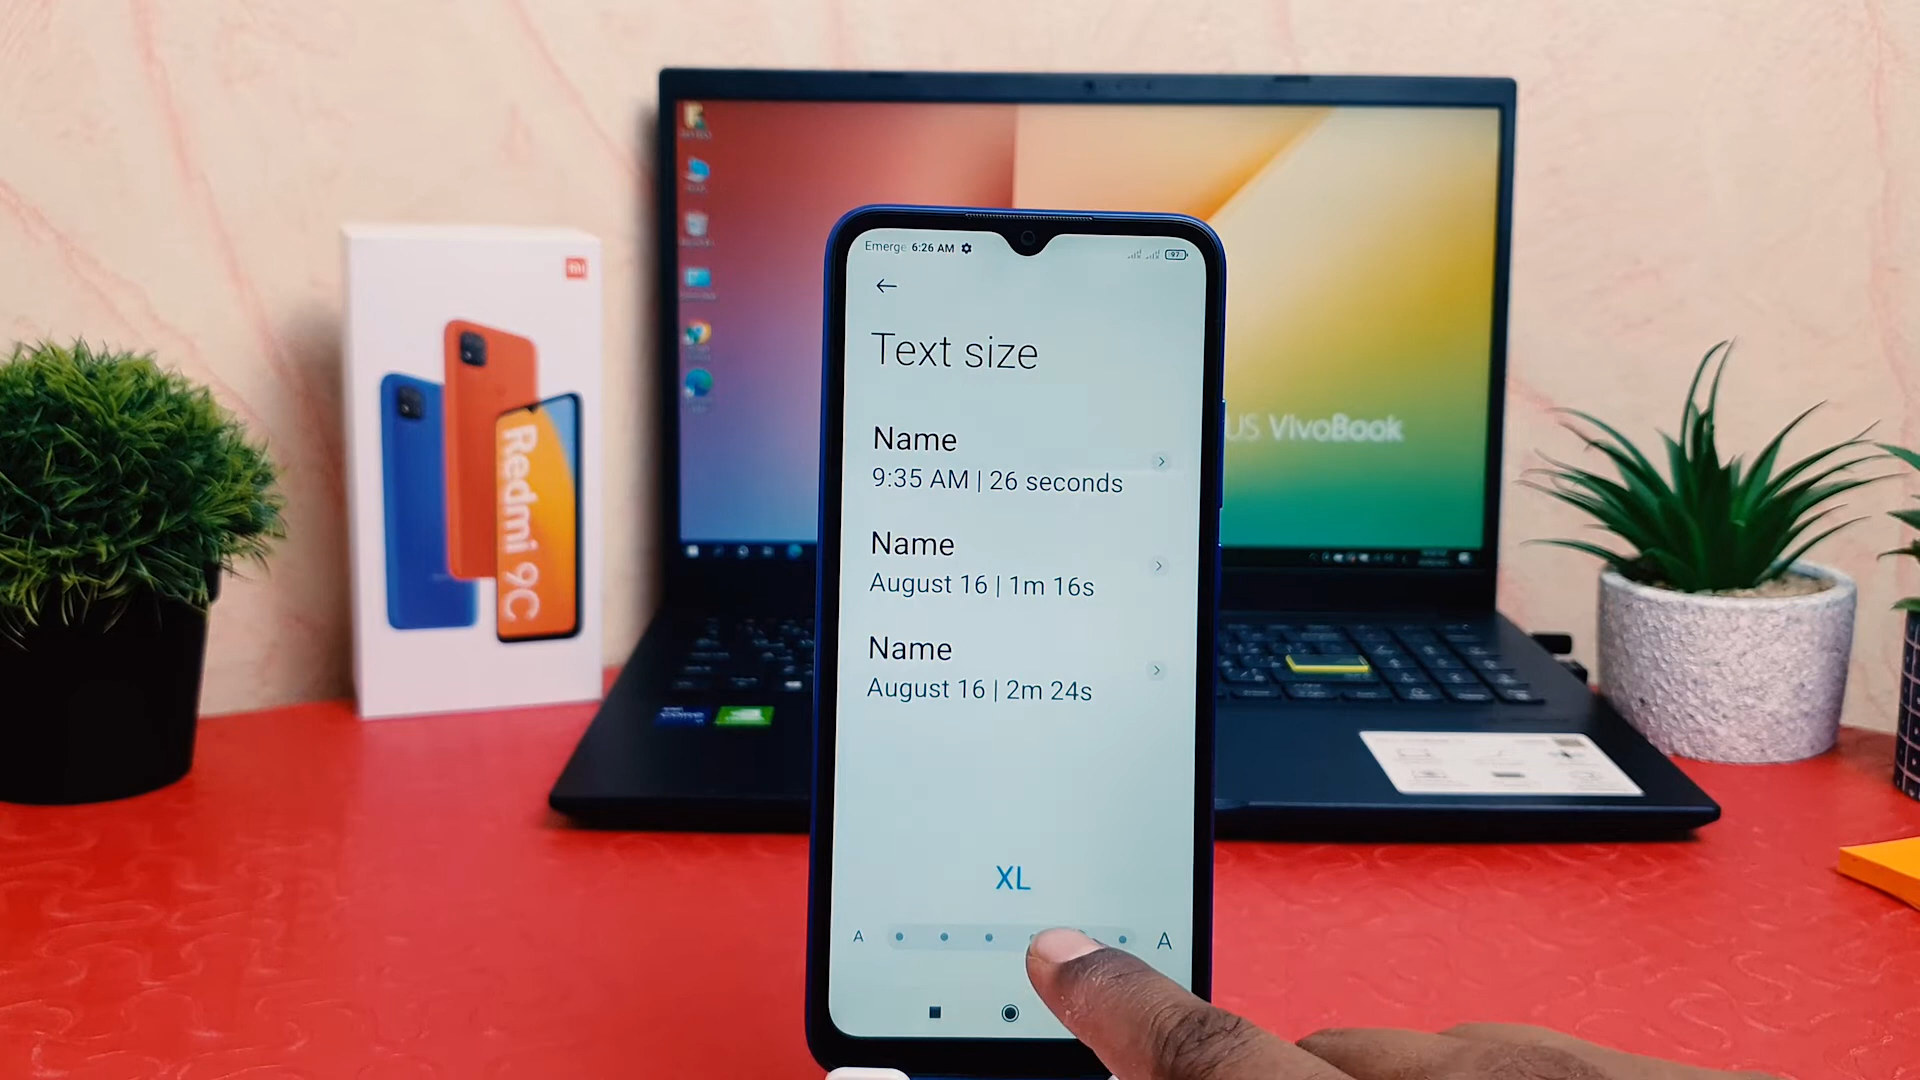 Emerge 6:26 AM
97
Text size
Name
9:35 AM | 26 seconds
Name
August 16 | 1m 16s
Name
August 16 | 2m 24s
XL
A A
mi
Redmi 9C
US VivoBook